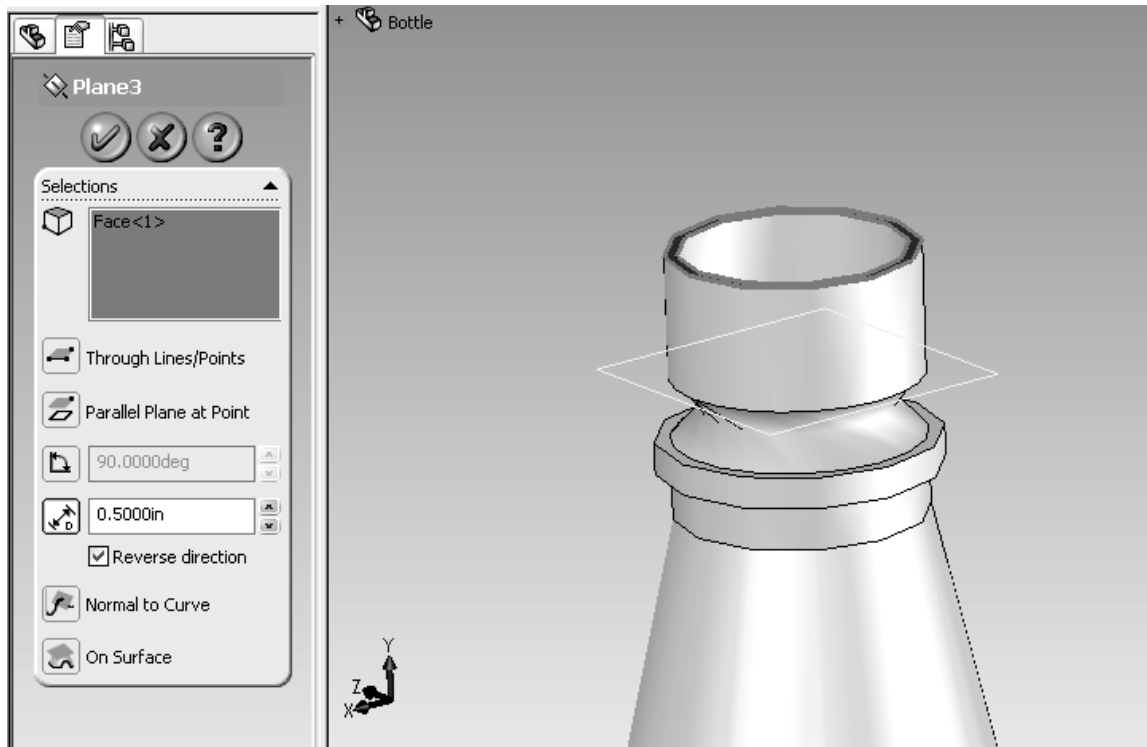 + Bottle
Plane3
?
Selections
Face<1>
Through Lines/Points
Parallel Plane at Point
90.0000deg
D
0.5000in
Reverse direction
Normal to Curve
On Surface
Y
Z
X